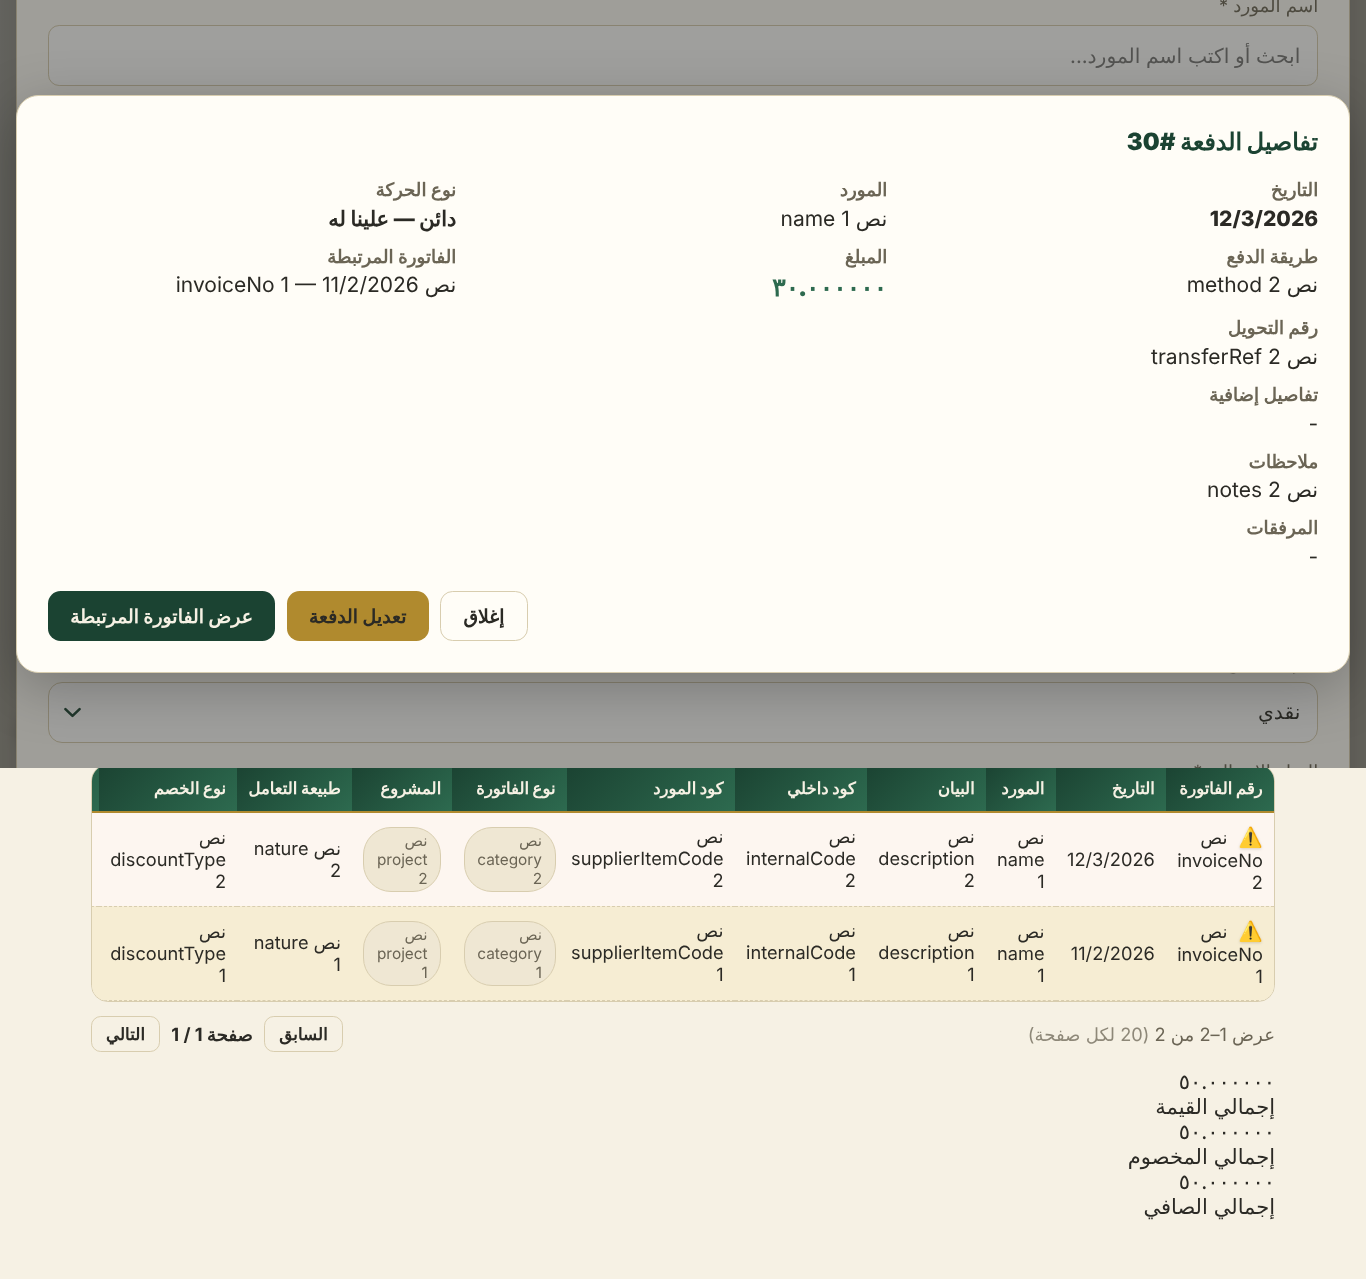 اسم المورد *
ابحث أو اكتب اسم المورد...
تفاصيل الدفعة #30
التاريخ
المورد
نوع الحركة
12/3/2026
نص name 1
دائن — علينا له
طريقة الدفع
المبلغ
الفاتورة المرتبطة
نص method 2
٣٠.٠٠٠٠٠٠
نص invoiceNo 1 — 11/2/2026
رقم التحويل
نص transferRef 2
تفاصيل إضافية
-
ملاحظات
نص notes 2
المرفقات
-
إغلاق
تعديل الدفعة
عرض الفاتورة المرتبطة
نقدي
رقم الفاتورة
التاريخ
المورد
البيان
كود داخلي
كود المورد
نوع الفاتورة
المشروع
طبيعة التعامل
نوع الخصم
⚠️ نص invoiceNo 2
12/3/2026
نص name 1
نص description 2
نص internalCode 2
نص supplierItemCode 2
نص category 2
نص project 2
نص nature 2
نص discountType 2
⚠️ نص invoiceNo 1
11/2/2026
نص name 1
نص description 1
نص internalCode 1
نص supplierItemCode 1
نص category 1
نص project 1
نص nature 1
نص discountType 1
عرض 1–2 من 2 (20 لكل صفحة)
السابق
صفحة 1 / 1
التالي
٥٠.٠٠٠٠٠٠
إجمالي القيمة
٥٠.٠٠٠٠٠٠
إجمالي المخصوم
٥٠.٠٠٠٠٠٠
إجمالي الصافي